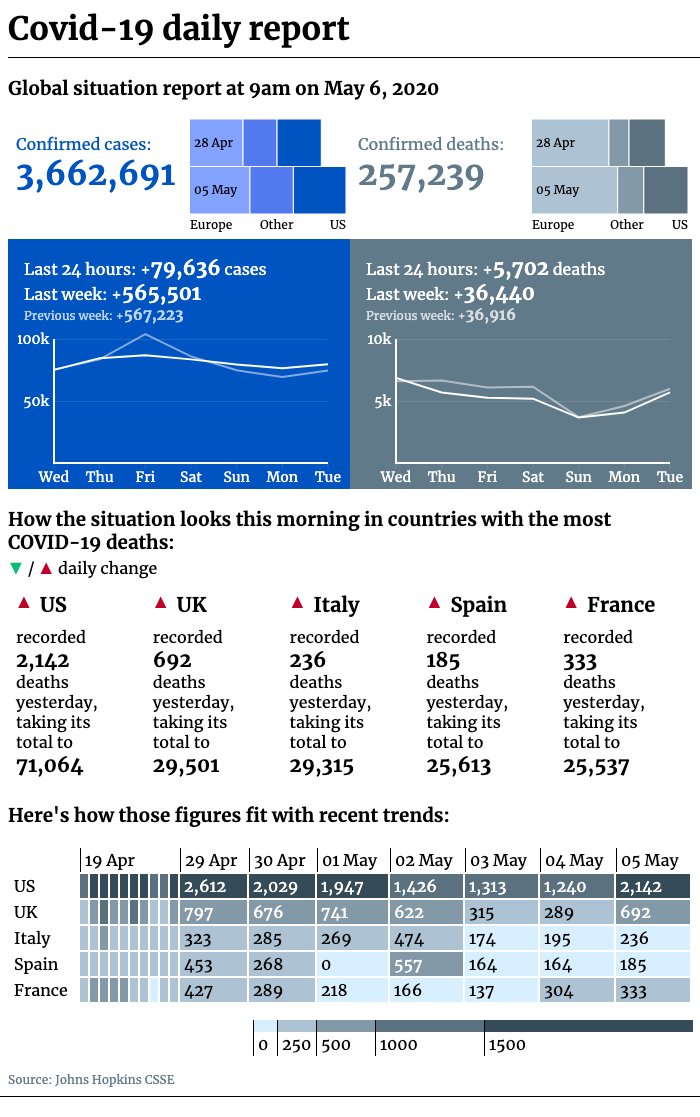 Covid-19 daily report
Global situation report at 9am on May 6, 2020
Confirmed cases:
3,662,691
28 Apr
05 May
Europe Other US
Confirmed deaths:
257,239
28 Apr
05 May
Europe Other US
Last 24 hours: +79,636 cases
Last week: +565,501
Previous week: +567,223
100k
50k
Wed Thu Fri Sat Sun Mon Tue
Last 24 hours: +5,702 deaths
Last week: +36,440
Previous week: +36,916
10k
5k
Wed Thu Fri Sat Sun Mon Tue
How the situation looks this morning in countries with the most
COVID-19 deaths:
▼ / ▲ daily change
▲ US
recorded
2,142
deaths
yesterday,
taking its
total to
71,064
▲ UK
recorded
692
deaths
yesterday,
taking its
total to
29,501
▲ Italy
recorded
236
deaths
yesterday,
taking its
total to
29,315
▲ Spain
recorded
185
deaths
yesterday,
taking its
total to
25,613
▲ France
recorded
333
deaths
yesterday,
taking its
total to
25,537
Here's how those figures fit with recent trends:
19 Apr 29 Apr 30 Apr 01 May 02 May 03 May 04 May 05 May
US 2,612 2,029 1,947 1,426 1,313 1,240 2,142
UK 797 676 741 622 315 289 692
Italy 323 285 269 474 174 195 236
Spain 453 268 0 557 164 164 185
France 427 289 218 166 137 304 333
0 250 500 1000 1500
Source: Johns Hopkins CSSE